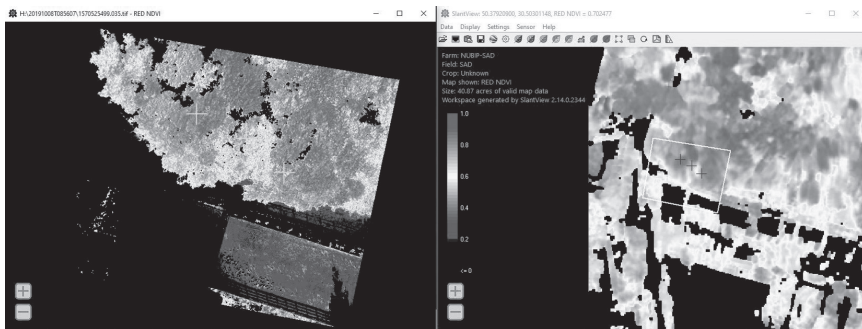 H:\20191008T085607\1570525499.035.tif - RED NDVI
SlantView: 50.37920900, 30.50301148, RED NDVI = 0.702477
Data Display Settings Sensor Help
Farm: NUBIP-SAD
Field: SAD
Crop: Unknown
Map shown: RED NDVI
Size: 40.87 acres of valid map data
Workspace generated by SlantView 2.14.0.2344
1.0
0.8
0.6
0.4
0.2
<= 0